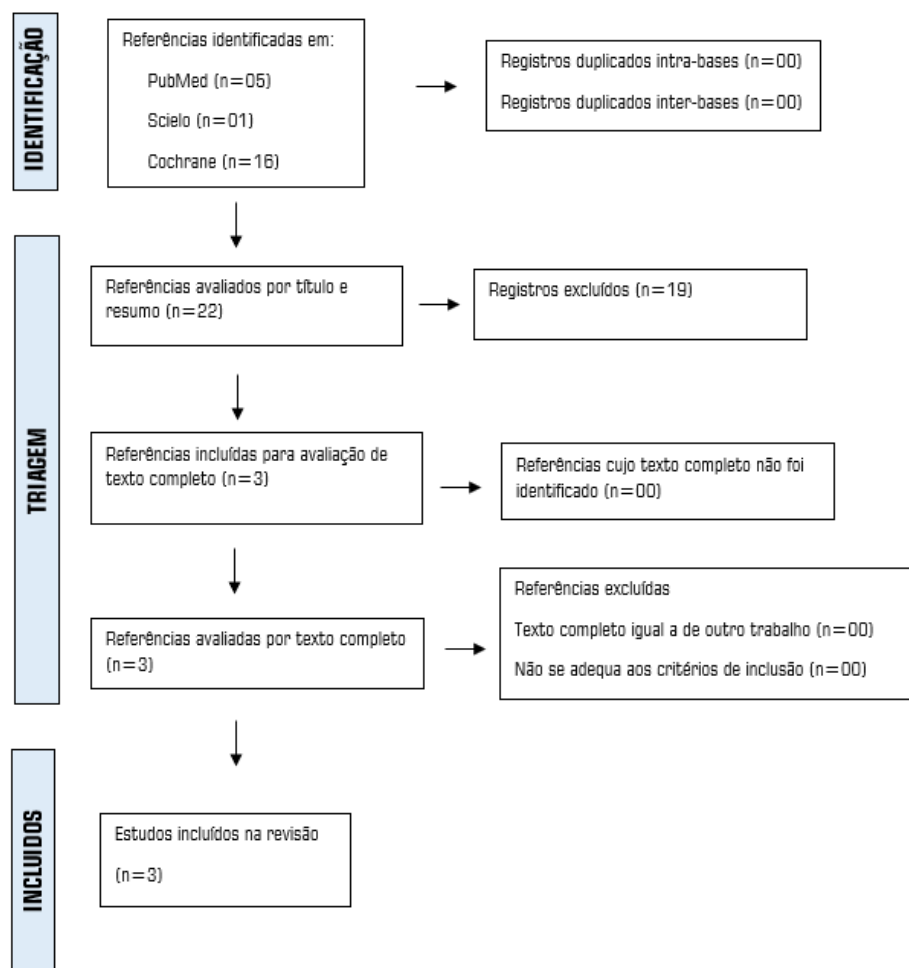 IDENTIFICAÇÃO
Referências identificadas em:
PubMed (n=05)
Scielo (n=01)
Cochrane (n=16)
Registros duplicados intra-bases (n=00)
Registros duplicados inter-bases (n=00)
TRIAGEM
Referências avaliados por título e
resumo (n=22)
Registros excluídos (n=19)
Referências incluídas para avaliação de
texto completo (n=3)
Referências cujo texto completo não foi
identificado (n=00)
Referências avaliadas por texto completo
(n=3)
Referências excluídas
Texto completo igual a de outro trabalho (n=00)
Não se adequa aos critérios de inclusão (n=00)
INCLUIDOS
Estudos incluídos na revisão
(n=3)